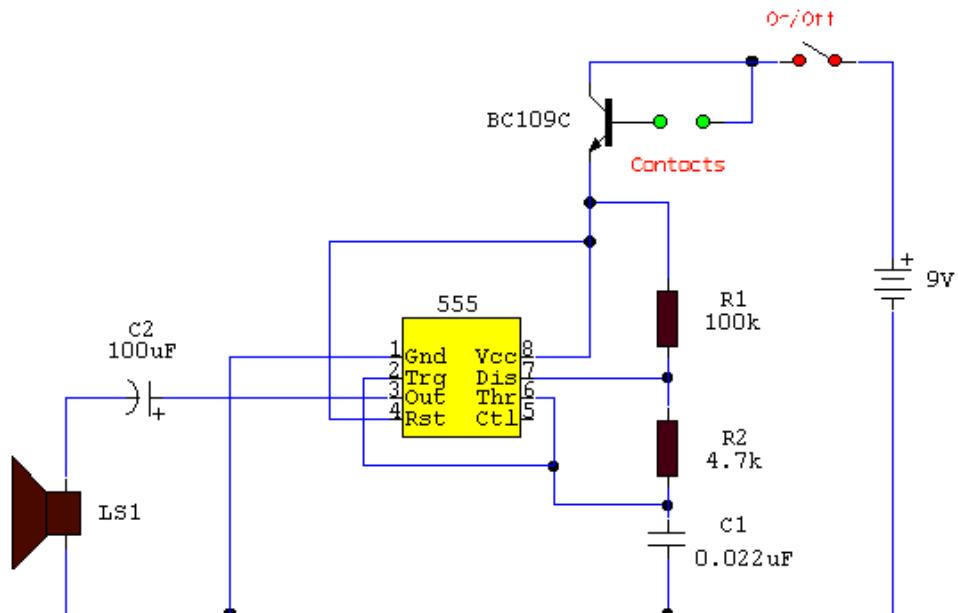 On/Off
BC109C
Contacts
+
9V
555
R1
100k
C2
100uF
+
1 Gnd Vcc 8
2 Trg Dis 7
3 Out Thr 6
4 Rst Ctl 5
R2
4.7k
LS1
C1
0.022uF